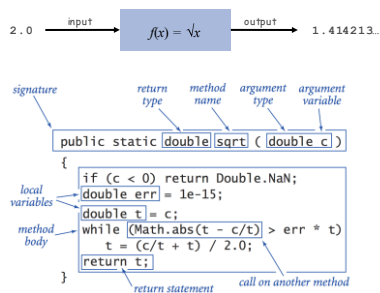 input output
2.0 f(x) = √x 1.414213…
return type method name argument type argument variable
signature
public static double sqrt ( double c )
{
if (c < 0) return Double.NaN;
local variables
double err = 1e-15;
double t = c;
method body
while (Math.abs(t - c/t) > err * t)
t = (c/t + t) / 2.0;
return t;
}
return statement
call on another method